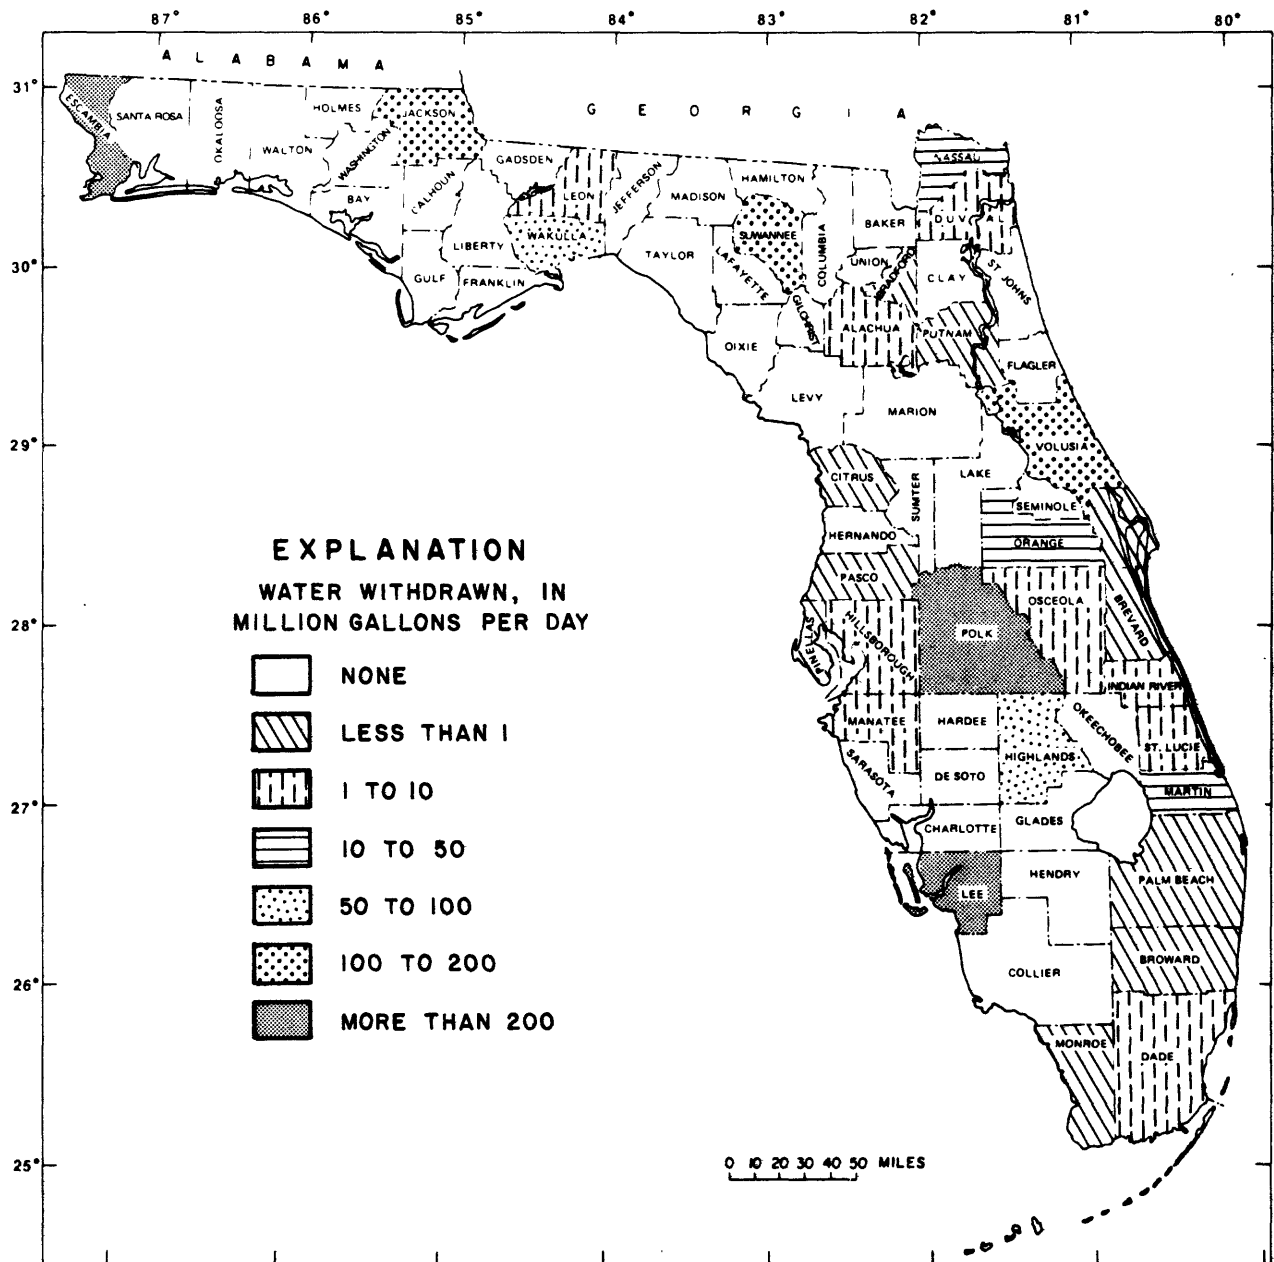 87° 86° 85° 84° 83° 82° 81° 80°
ALABAMA
31°
GEORGIA
ESCAMBIA
SANTA ROSA
OKALOOSA
HOLMES
JACKSON
WALTON
WASHINGTON
BAY
CALHOUN
GADSDEN
LEON
JEFFERSON
MADISON
HAMILTON
NASSAU
DUVAL
BAKER
LIBERTY
WAKULLA
TAYLOR
SUWANNEE
COLUMBIA
UNION
BRADFORD
CLAY
ST JOHNS
30°
GULF
FRANKLIN
LAFAYETTE
GILCHRIST
ALACHUA
PUTNAM
DIXIE
FLAGLER
LEVY
MARION
29°
VOLUSIA
CITRUS
SUMTER
LAKE
SEMINOLE
HERNANDO
ORANGE
PASCO
OSCEOLA
BREVARD
28°
PINELLAS
HILLSBOROUGH
POLK
INDIAN RIVER
MANATEE
HARDEE
OKEECHOBEE
ST. LUCIE
SARASOTA
DE SOTO
HIGHLANDS
27°
MARTIN
CHARLOTTE
GLADES
LEE
HENDRY
PALM BEACH
26°
COLLIER
BROWARD
MONROE
DADE
25°
EXPLANATION
WATER WITHDRAWN, IN
MILLION GALLONS PER DAY
NONE
LESS THAN 1
1 TO 10
10 TO 50
50 TO 100
100 TO 200
MORE THAN 200
0 10 20 30 40 50 MILES